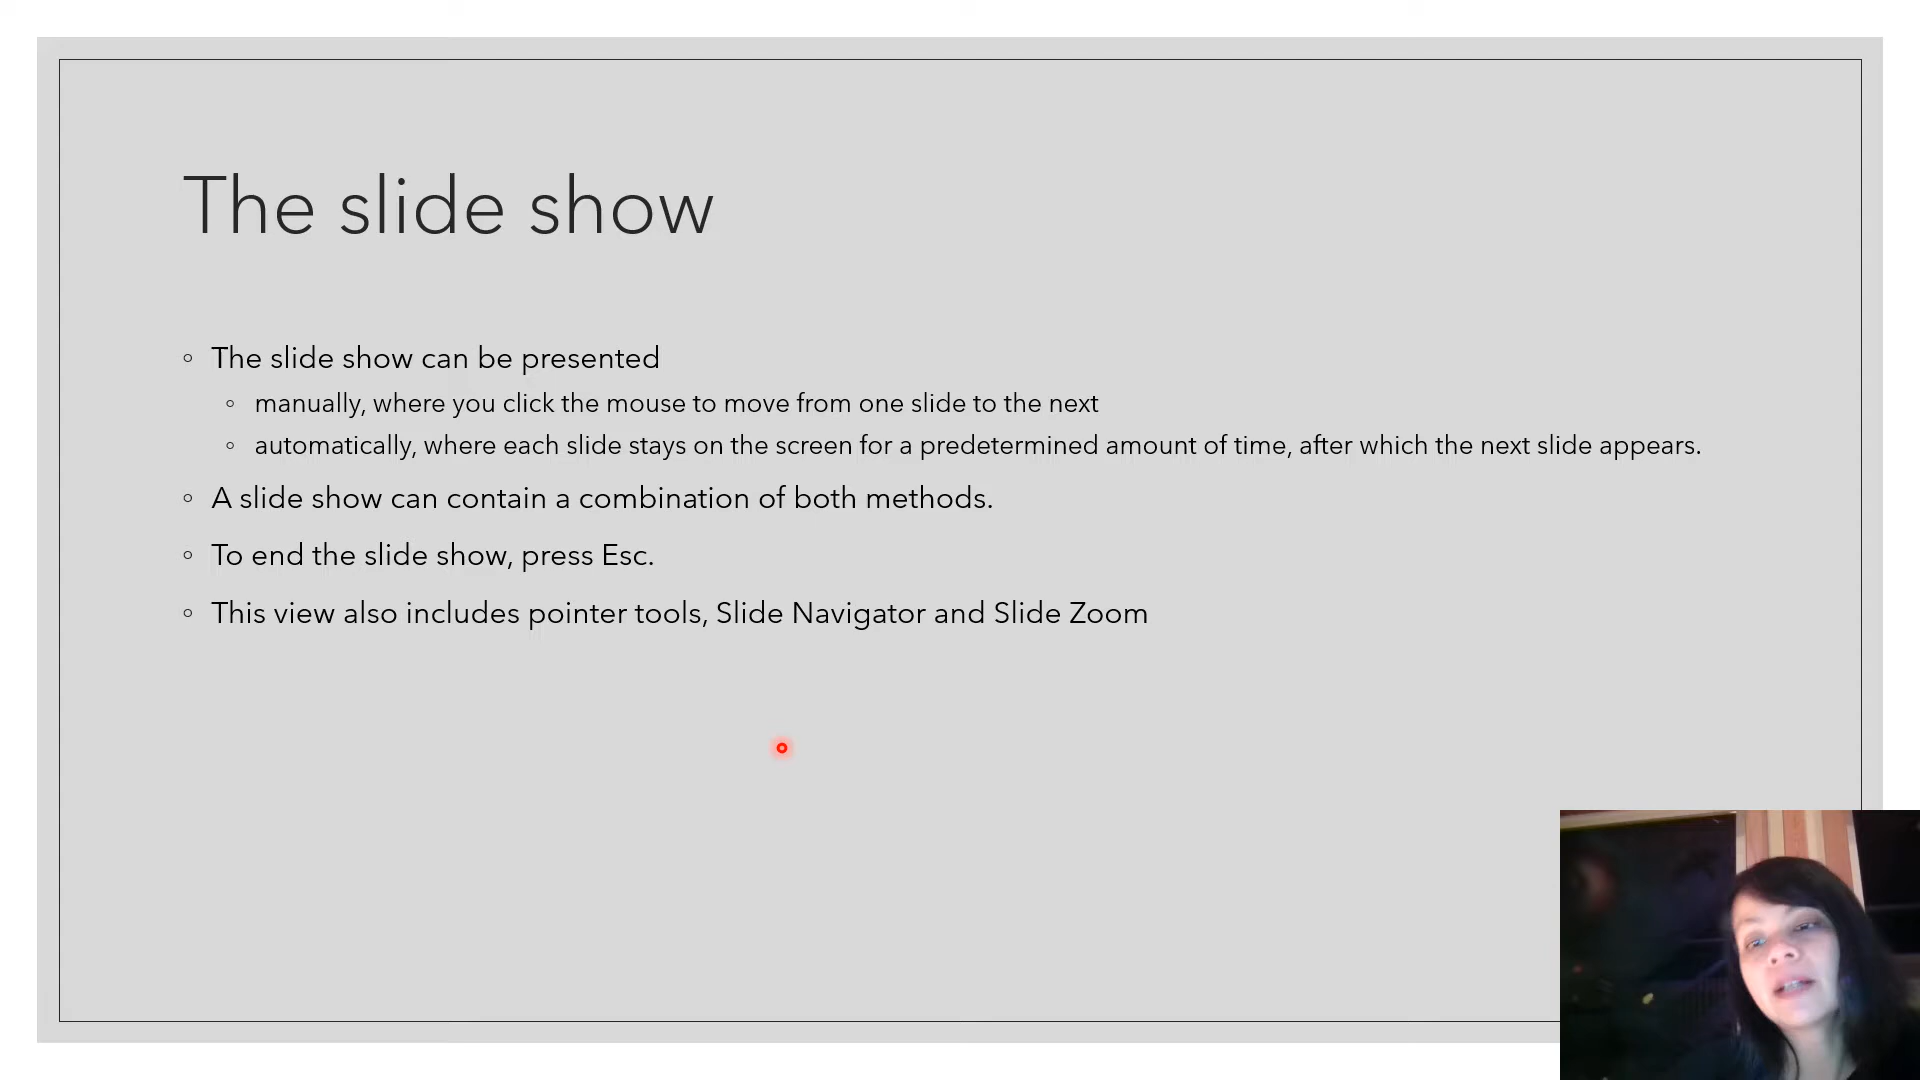 The slide show
The slide show can be presented
manually, where you click the mouse to move from one slide to the next
automatically, where each slide stays on the screen for a predetermined amount of time, after which the next slide appears.
A slide show can contain a combination of both methods.
To end the slide show, press Esc.
This view also includes pointer tools, Slide Navigator and Slide Zoom